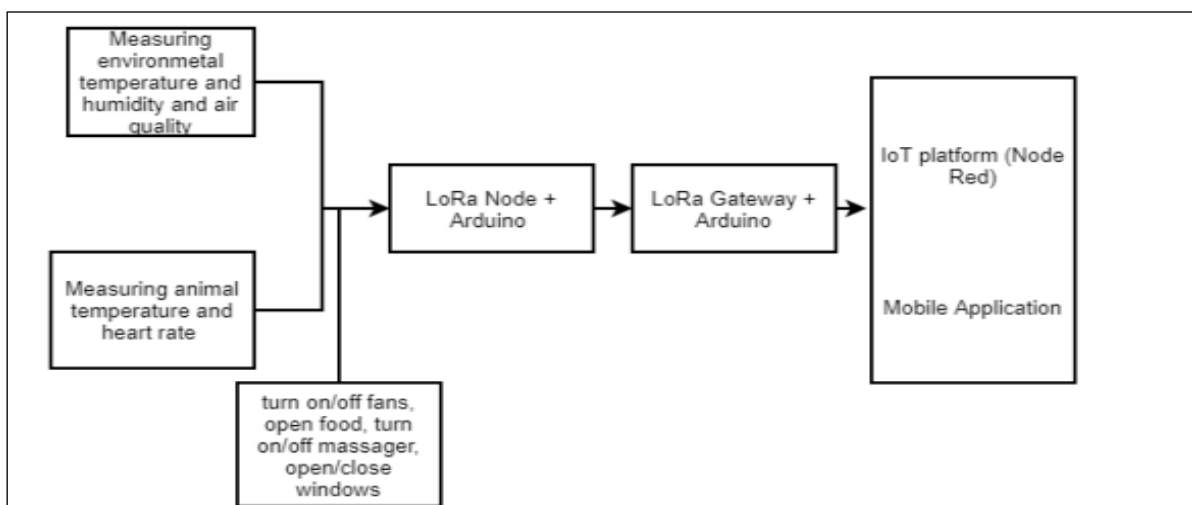 Measuring
environmetal
temperature and
humidity and air
quality
Measuring animal
temperature and
heart rate
turn on/off fans,
open food, turn
on/off massager,
open/close
windows
LoRa Node +
Arduino
LoRa Gateway +
Arduino
IoT platform (Node
Red)
Mobile Application